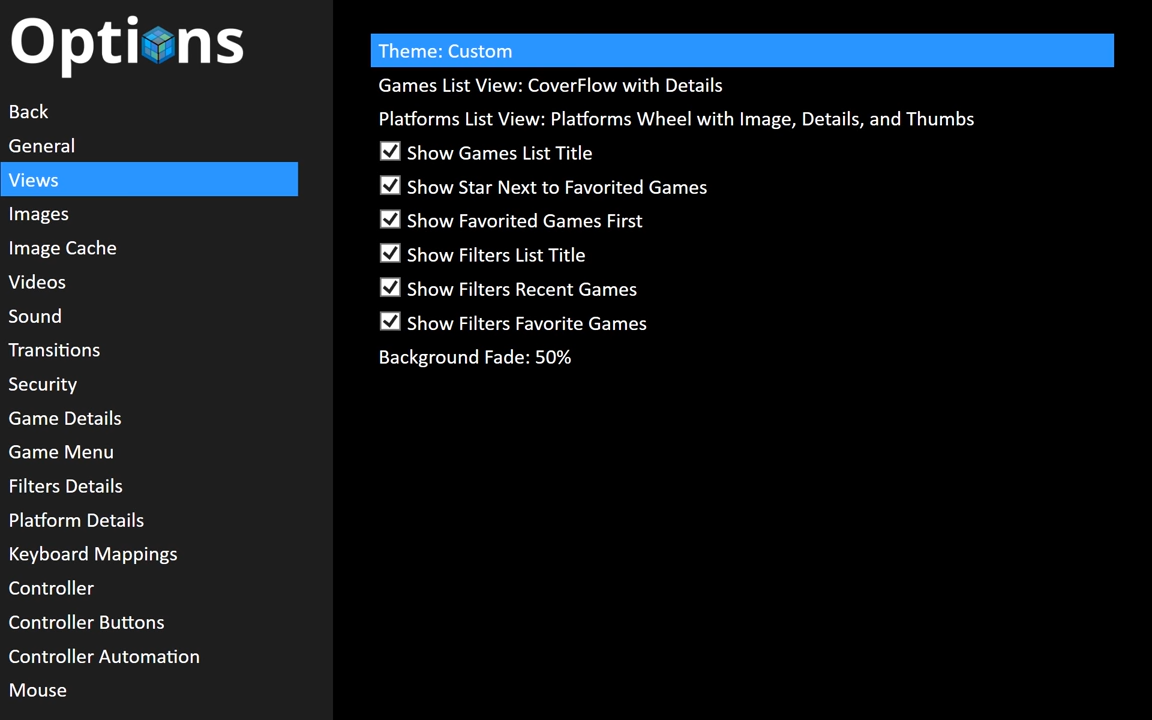 Options
Back
General
Views
Images
Image Cache
Videos
Sound
Transitions
Security
Game Details
Game Menu
Filters Details
Platform Details
Keyboard Mappings
Controller
Controller Buttons
Controller Automation
Mouse
Theme: Custom
Games List View: CoverFlow with Details
Platforms List View: Platforms Wheel with Image, Details, and Thumbs
Show Games List Title
Show Star Next to Favorited Games
Show Favorited Games First
Show Filters List Title
Show Filters Recent Games
Show Filters Favorite Games
Background Fade: 50%